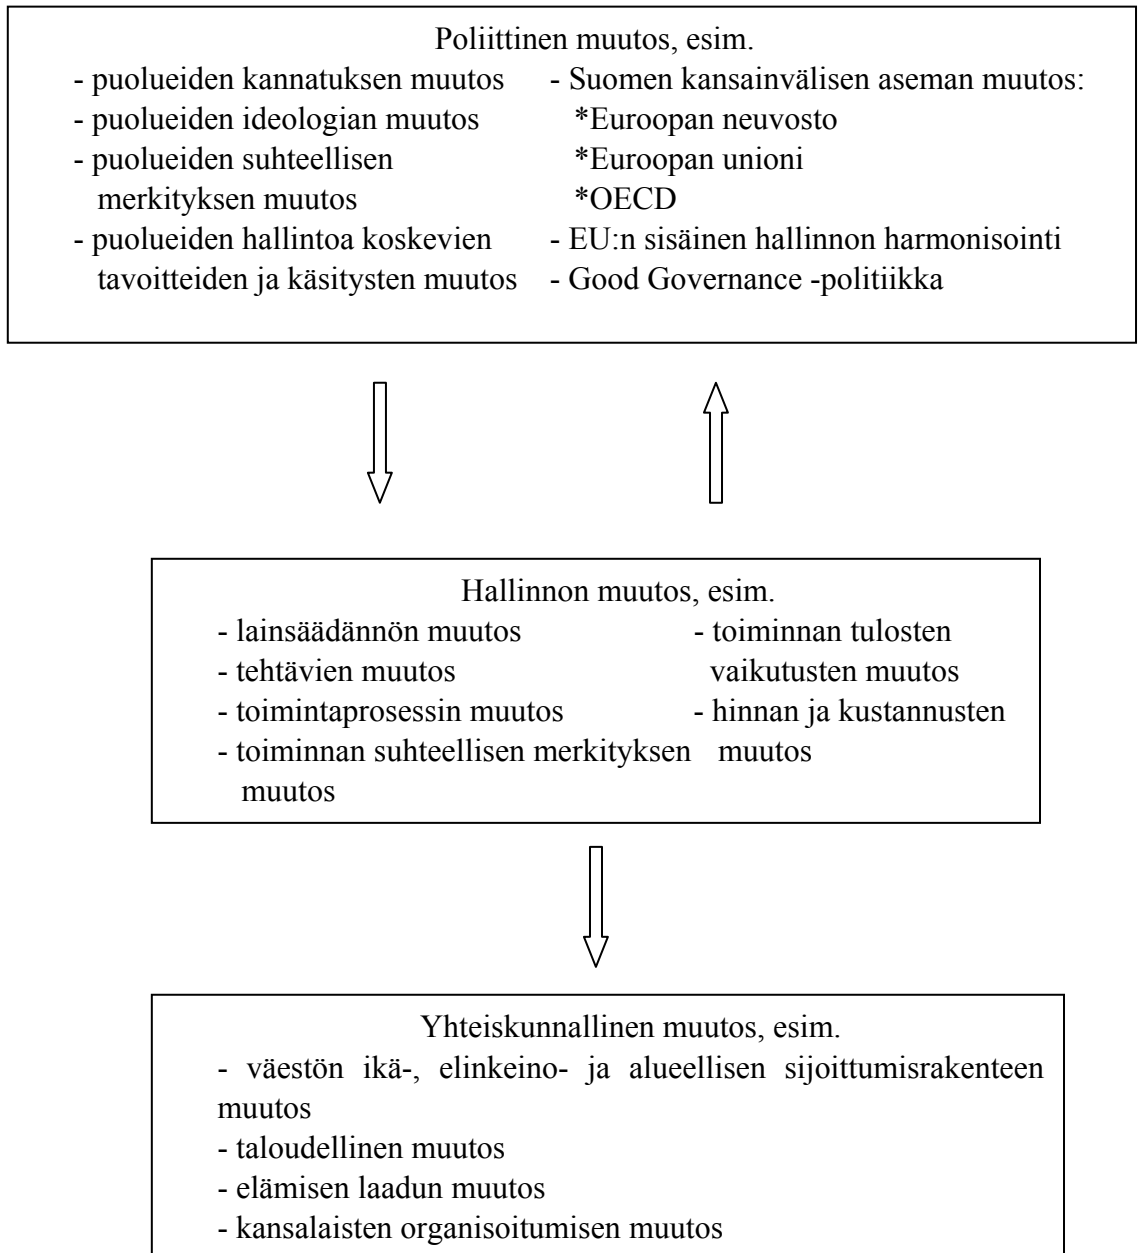 Poliittinen muutos, esim.
- puolueiden kannatuksen muutos
- puolueiden ideologian muutos
- puolueiden suhteellisen
merkityksen muutos
- puolueiden hallintoa koskevien
tavoitteiden ja käsitysten muutos
- Suomen kansainvälisen aseman muutos:
*Euroopan neuvosto
*Euroopan unioni
*OECD
- EU:n sisäinen hallinnon harmonisointi
- Good Governance -politiikka
Hallinnon muutos, esim.
- lainsäädännön muutos
- tehtävien muutos
- toimintaprosessin muutos
- toiminnan suhteellisen merkityksen
muutos
- toiminnan tulosten
vaikutusten muutos
- hinnan ja kustannusten
muutos
Yhteiskunnallinen muutos, esim.
- väestön ikä-, elinkeino- ja alueellisen sijoittumisrakenteen
muutos
- taloudellinen muutos
- elämisen laadun muutos
- kansalaisten organisoitumisen muutos